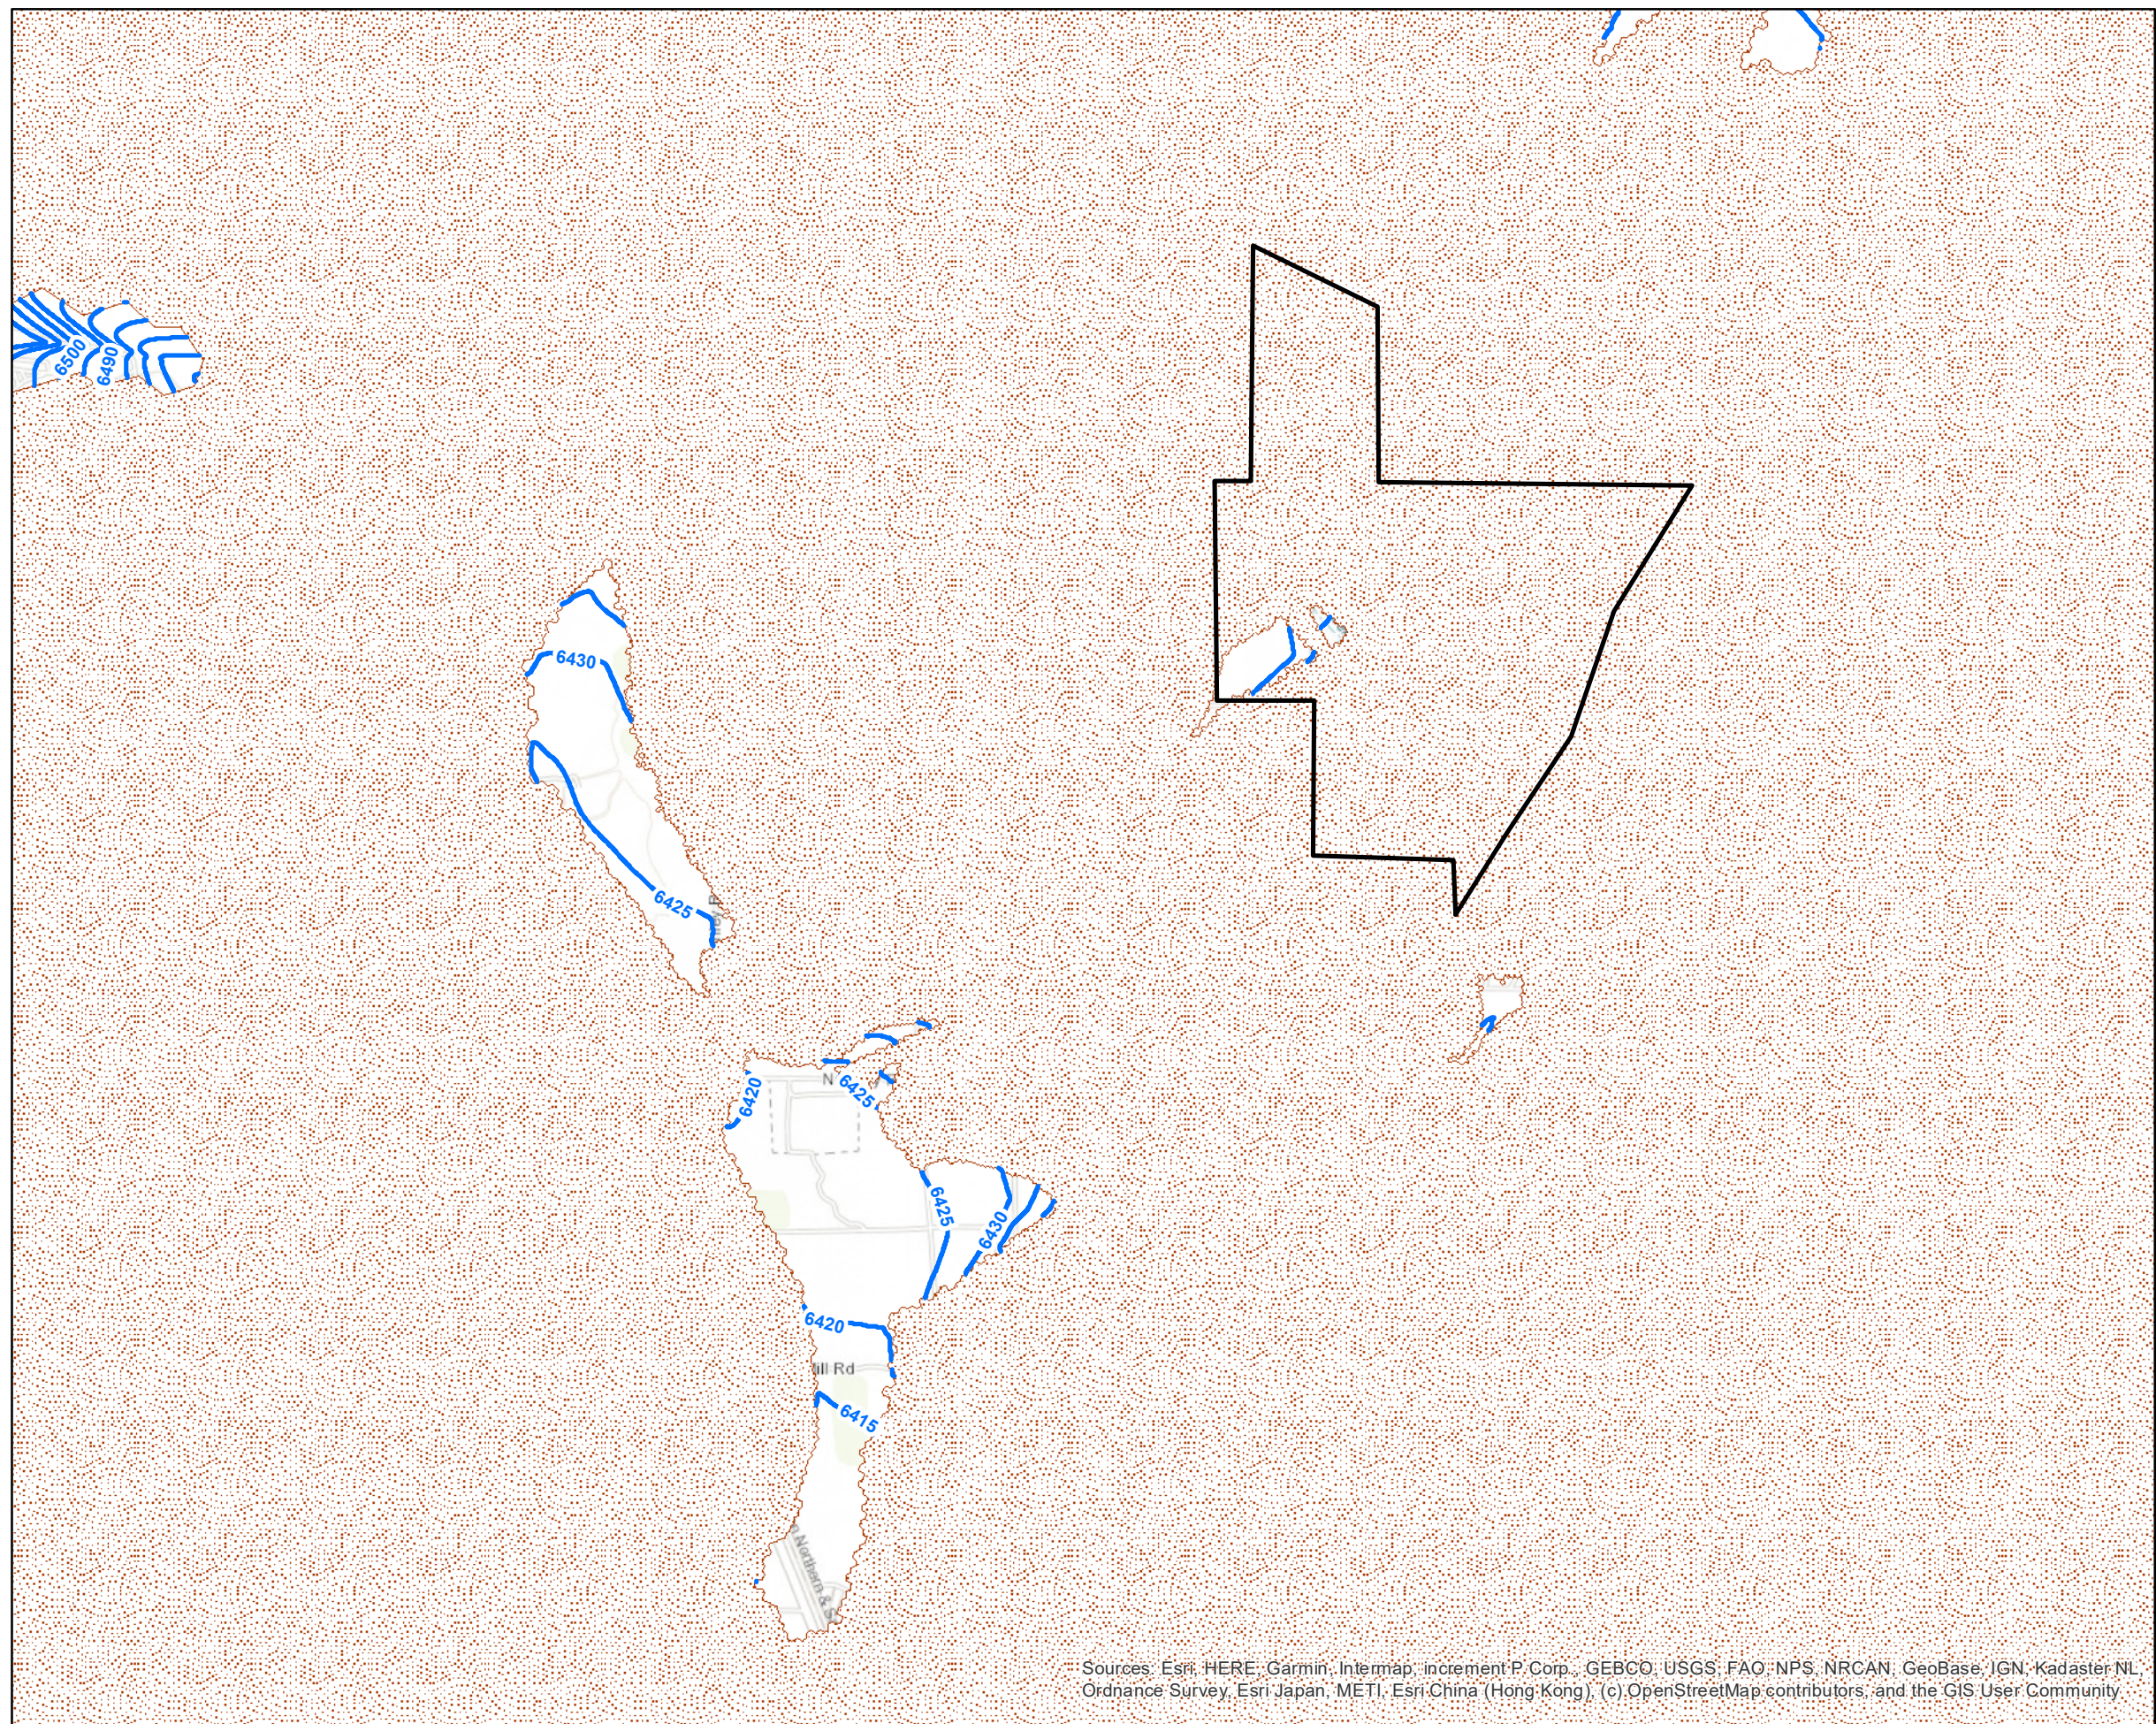 6500
6490
6430
6425
6420
N
6425
6425
6430
6420
ill Rd
6415
Northern & S
Sources: Esri, HERE, Garmin, Intermap, increment P Corp., GEBCO, USGS, FAO, NPS, NRCAN, GeoBase, IGN, Kadaster NL,
Ordnance Survey, Esri Japan, METI, Esri China (Hong Kong), (c) OpenStreetMap contributors, and the GIS User Community